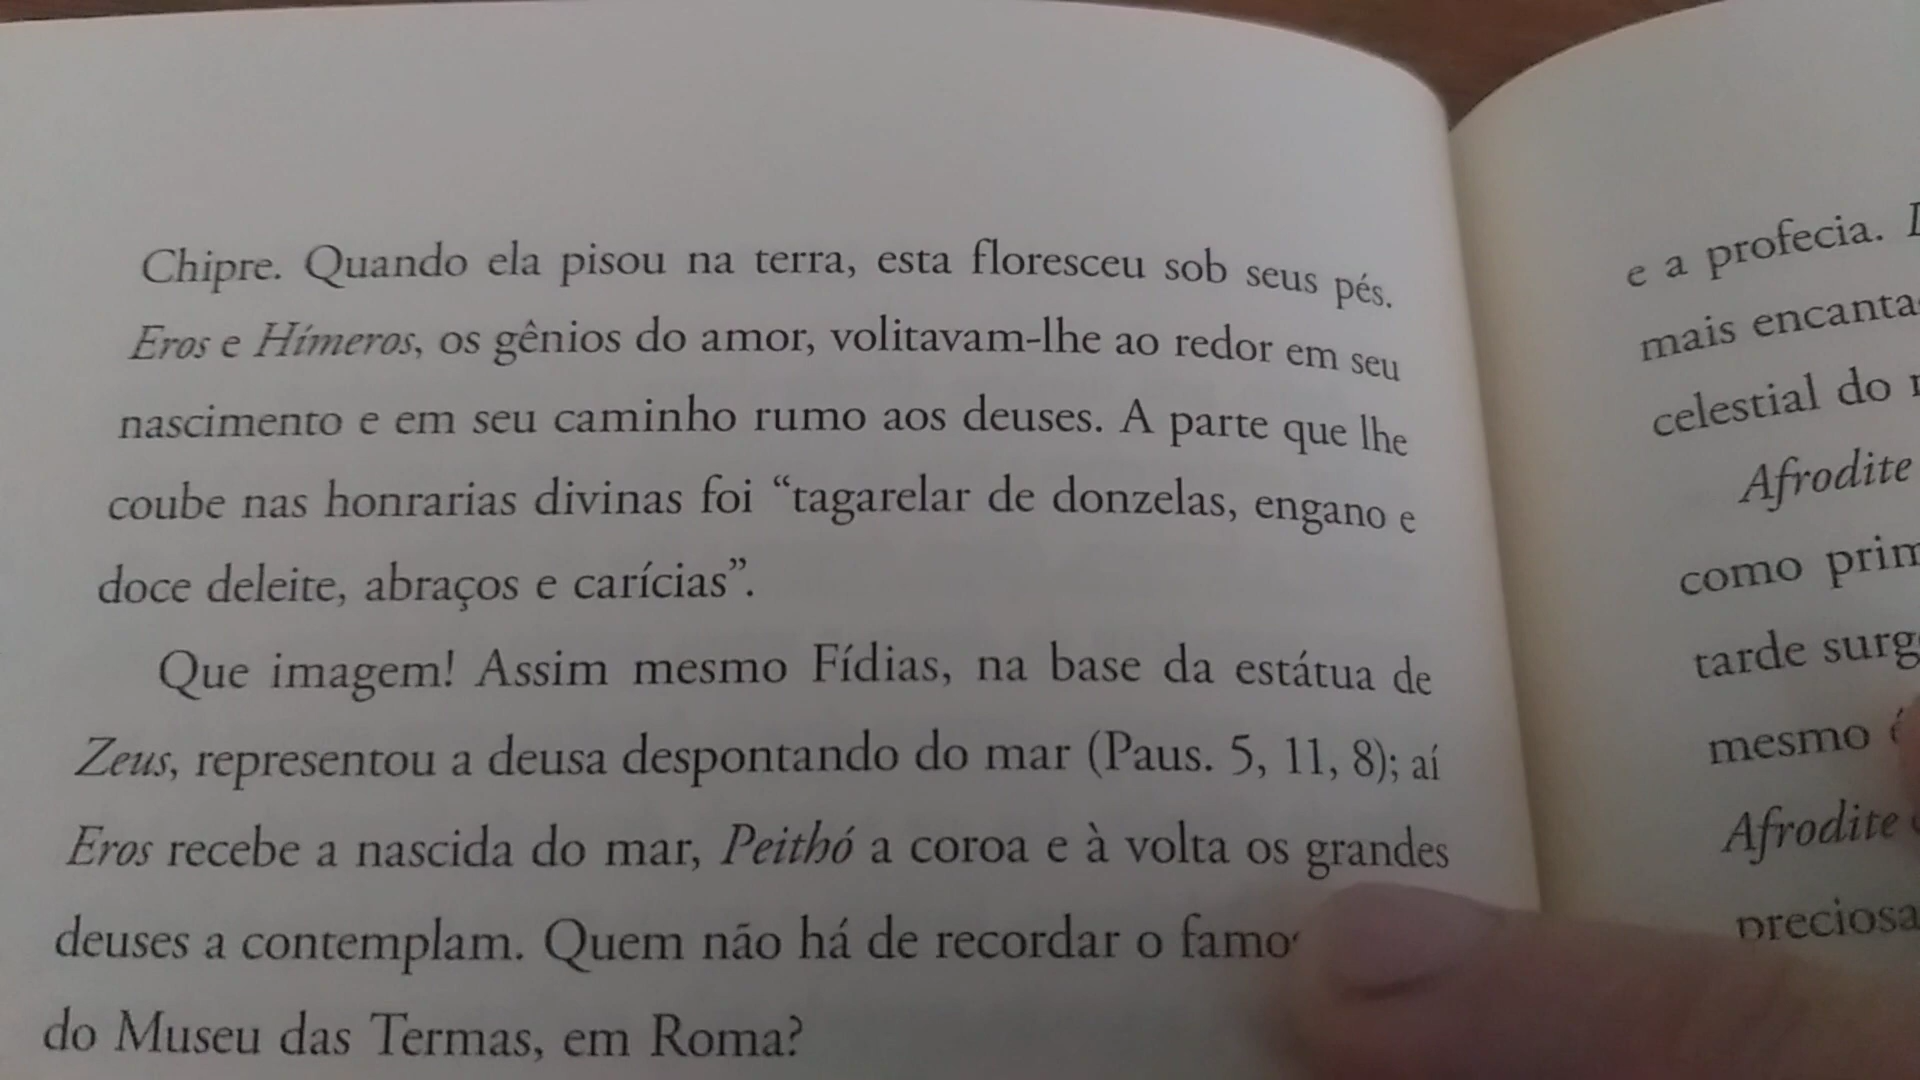 Chipre. Quando ela pisou na terra, esta floresceu sob seus pés.
Eros e Hímeros, os gênios do amor, volitavam-lhe ao redor em seu
nascimento e em seu caminho rumo aos deuses. A parte que lhe
coube nas honrarias divinas foi “tagarelar de donzelas, engano e
doce deleite, abraços e carícias”.
Que imagem! Assim mesmo Fídias, na base da estátua de
Zeus, representou a deusa despontando do mar (Paus. 5, 11, 8); aí
Eros recebe a nascida do mar, Peithó a coroa e à volta os grandes
deuses a contemplam. Quem não há de recordar o
do Museu das Termas, em Roma?
e a profecia.
mais
celestial do
Afrodite
como
tarde
mesmo
Afrodite